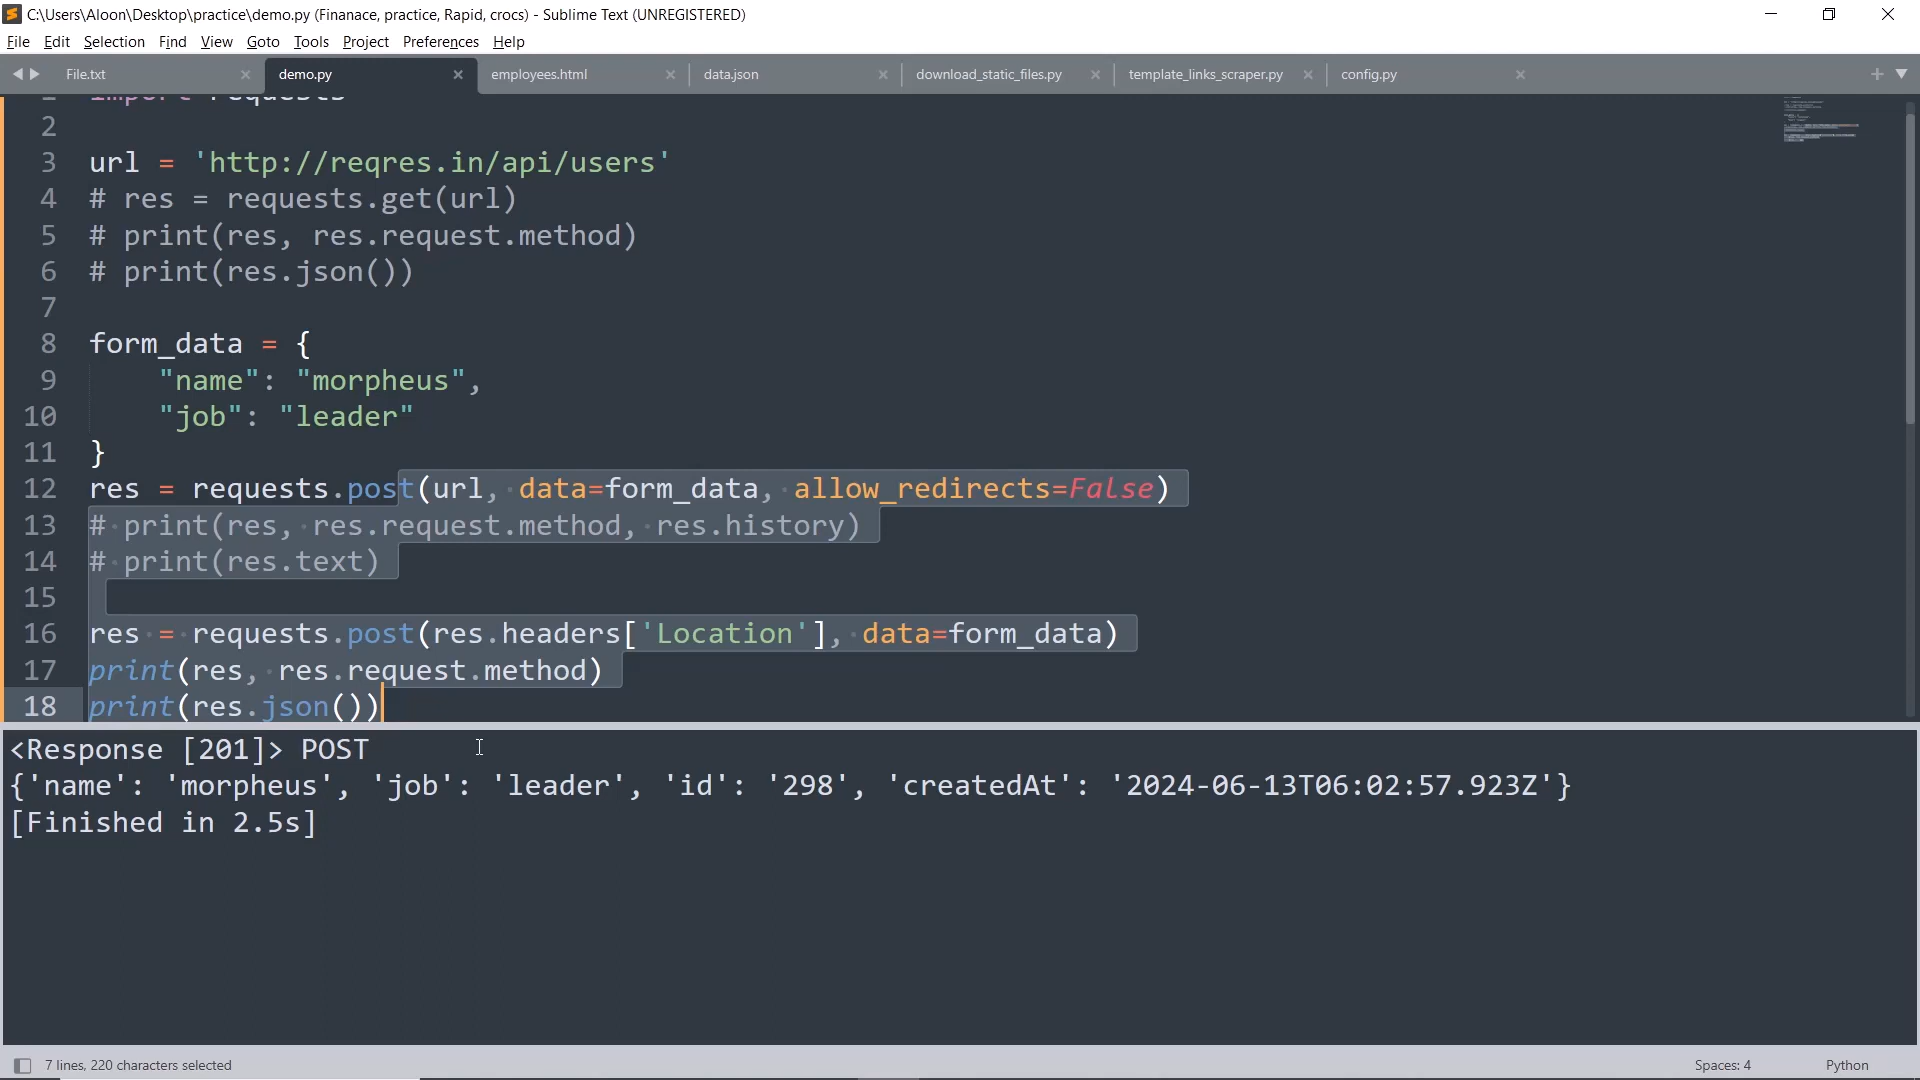 C:\Users\Aloon\Desktop\practice\demo.py (Finanace, practice, Rapid, crocs) - Sublime Text (UNREGISTERED)
File Edit Selection Find View Goto Tools Project Preferences Help
File.txt demo.py employees.html data.json download_static_files.py template_links_scraper.py config.py
import requests
2
3 url = 'http://reqres.in/api/users'
4 # res = requests.get(url)
5 # print(res, res.request.method)
6 # print(res.json())
7
8 form_data = {
9 "name": "morpheus",
10 "job": "leader"
11 }
12 res = requests.post(url, data=form_data, allow_redirects=False)
13 # print(res, res.request.method, res.history)
14 # print(res.text)
15
16 res = requests.post(res.headers['Location'], data=form_data)
17 print(res, res.request.method)
18 print(res.json())
<Response [201]> POST
{'name': 'morpheus', 'job': 'leader', 'id': '298', 'createdAt': '2024-06-13T06:02:57.923Z'}
[Finished in 2.5s]
7 lines, 220 characters selected Spaces: 4 Python